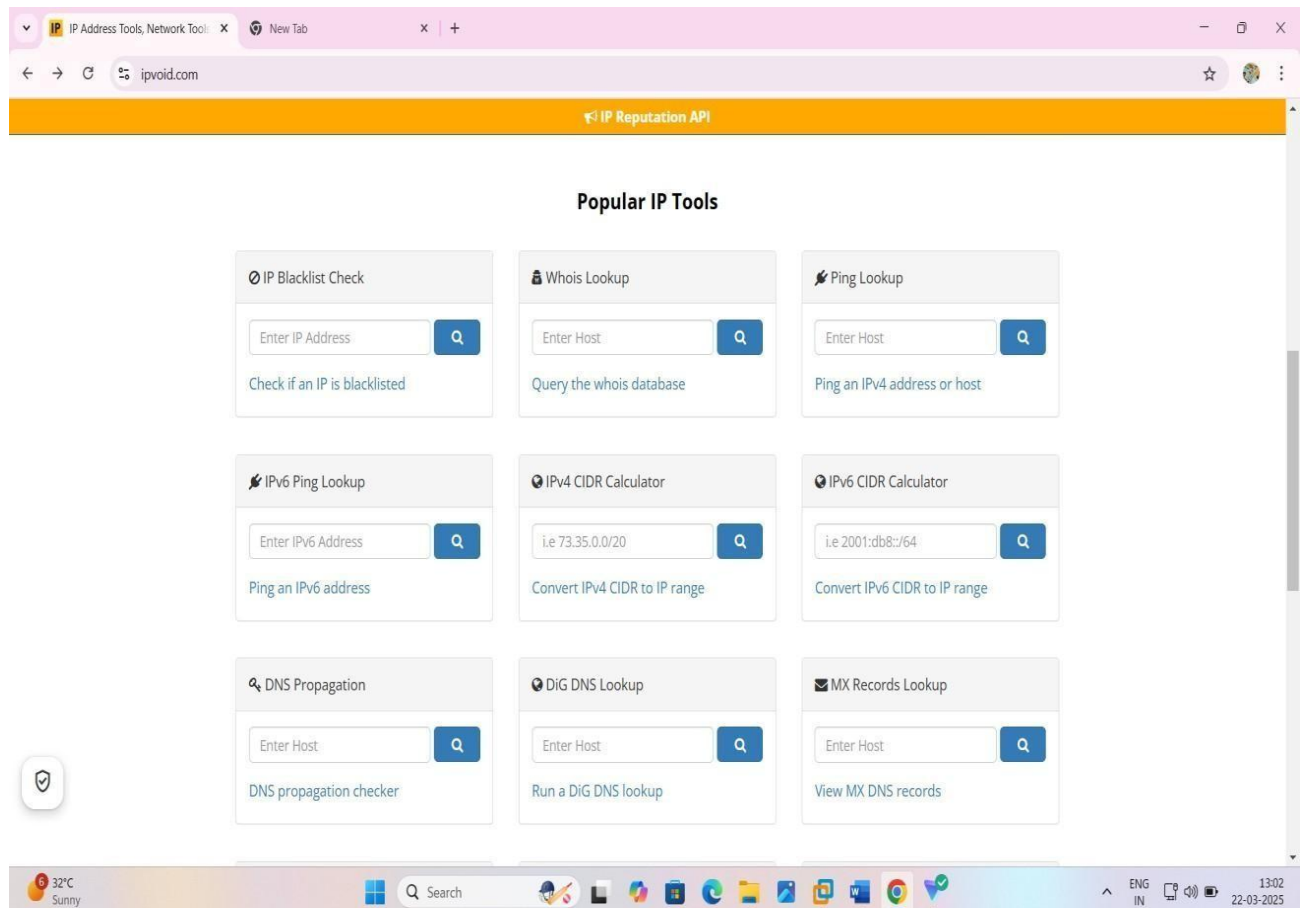 IP Address Tools, Network Tool
New Tab
ipvoid.com
IP Reputation API
Popular IP Tools
IP Blacklist Check
Whois Lookup
Ping Lookup
Enter IP Address
Enter Host
Enter Host
Check if an IP is blacklisted
Query the whois database
Ping an IPv4 address or host
IPv6 Ping Lookup
IPv4 CIDR Calculator
IPv6 CIDR Calculator
Enter IPv6 Address
i.e 73.35.0.0/20
i.e 2001:db8::/64
Ping an IPv6 address
Convert IPv4 CIDR to IP range
Convert IPv6 CIDR to IP range
DNS Propagation
DiG DNS Lookup
MX Records Lookup
Enter Host
Enter Host
Enter Host
DNS propagation checker
Run a DiG DNS lookup
View MX DNS records
6
32°C
Sunny
Search
ENG
IN
13:02
22-03-2025